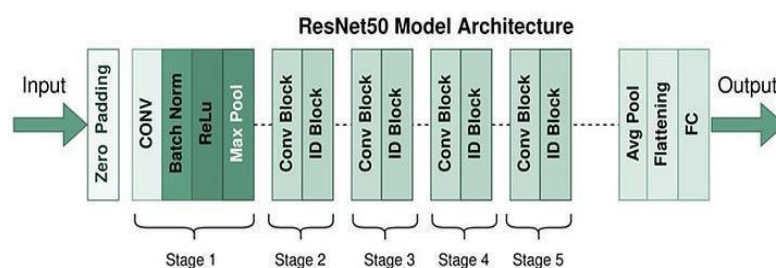 ResNet50 Model Architecture
Input
Zero Padding
CONV
Batch Norm
ReLu
Max Pool
Conv Block
ID Block
Conv Block
ID Block
Conv Block
ID Block
Conv Block
ID Block
Avg Pool
Flattening
FC
Output
Stage 1
Stage 2
Stage 3
Stage 4
Stage 5